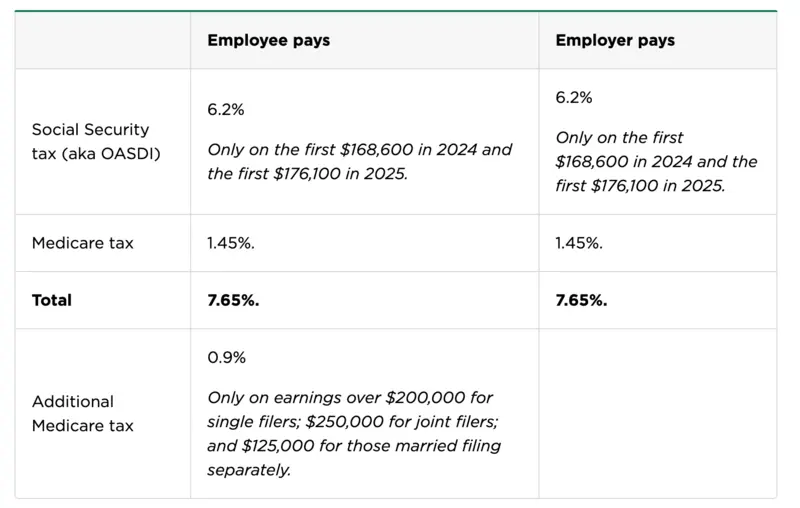 Employee pays
Employer pays
Social Security
tax (aka OASDI)
6.2%
Only on the first $168,600 in 2024 and
the first $176,100 in 2025.
6.2%
Only on the first
$168,600 in 2024 and the
first $176,100 in 2025.
Medicare tax
1.45%.
1.45%.
Total
7.65%.
7.65%.
Additional
Medicare tax
0.9%
Only on earnings over $200,000 for
single filers; $250,000 for joint filers;
and $125,000 for those married filing
separately.